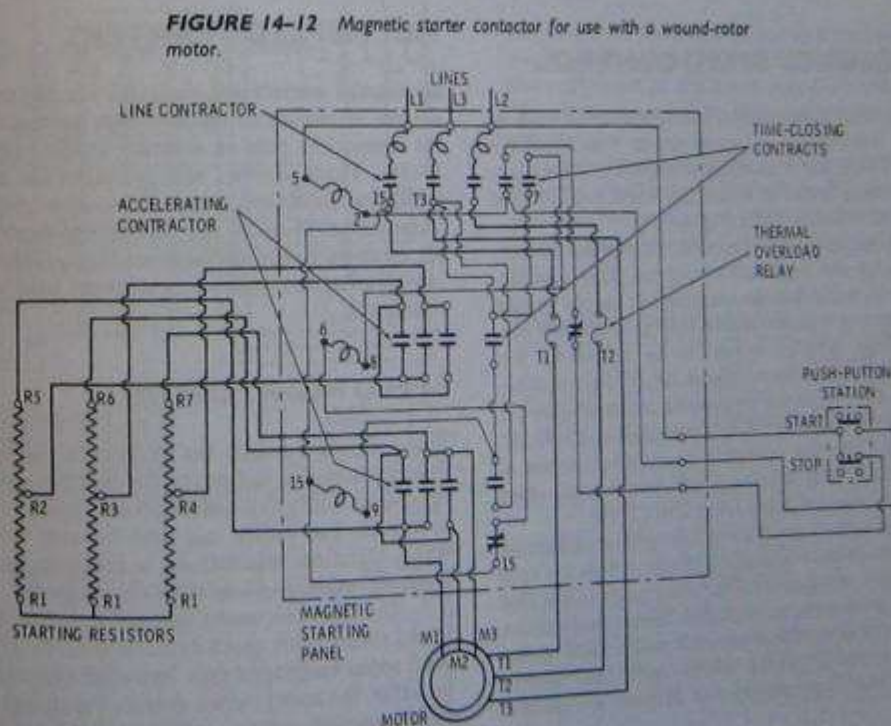 FIGURE 14–12 Magnetic starter contactor for use with a wound-rotor
motor.
LINES
L1 L3 L2
LINE CONTRACTOR
TIME-CLOSING
CONTRACTS
5
15 T3 7
2
ACCELERATING
CONTRACTOR
THERMAL
OVERLOAD
RELAY
6
8
T1 T2
PUSH-PUTTON
STATION
START
STOP
R5 R6 R7
15
R2 R3 R4
9
15
R1 R1 R1
STARTING RESISTORS
MAGNETIC
STARTING
PANEL
M1 M2 M3
T1
T2
T3
MOTOR